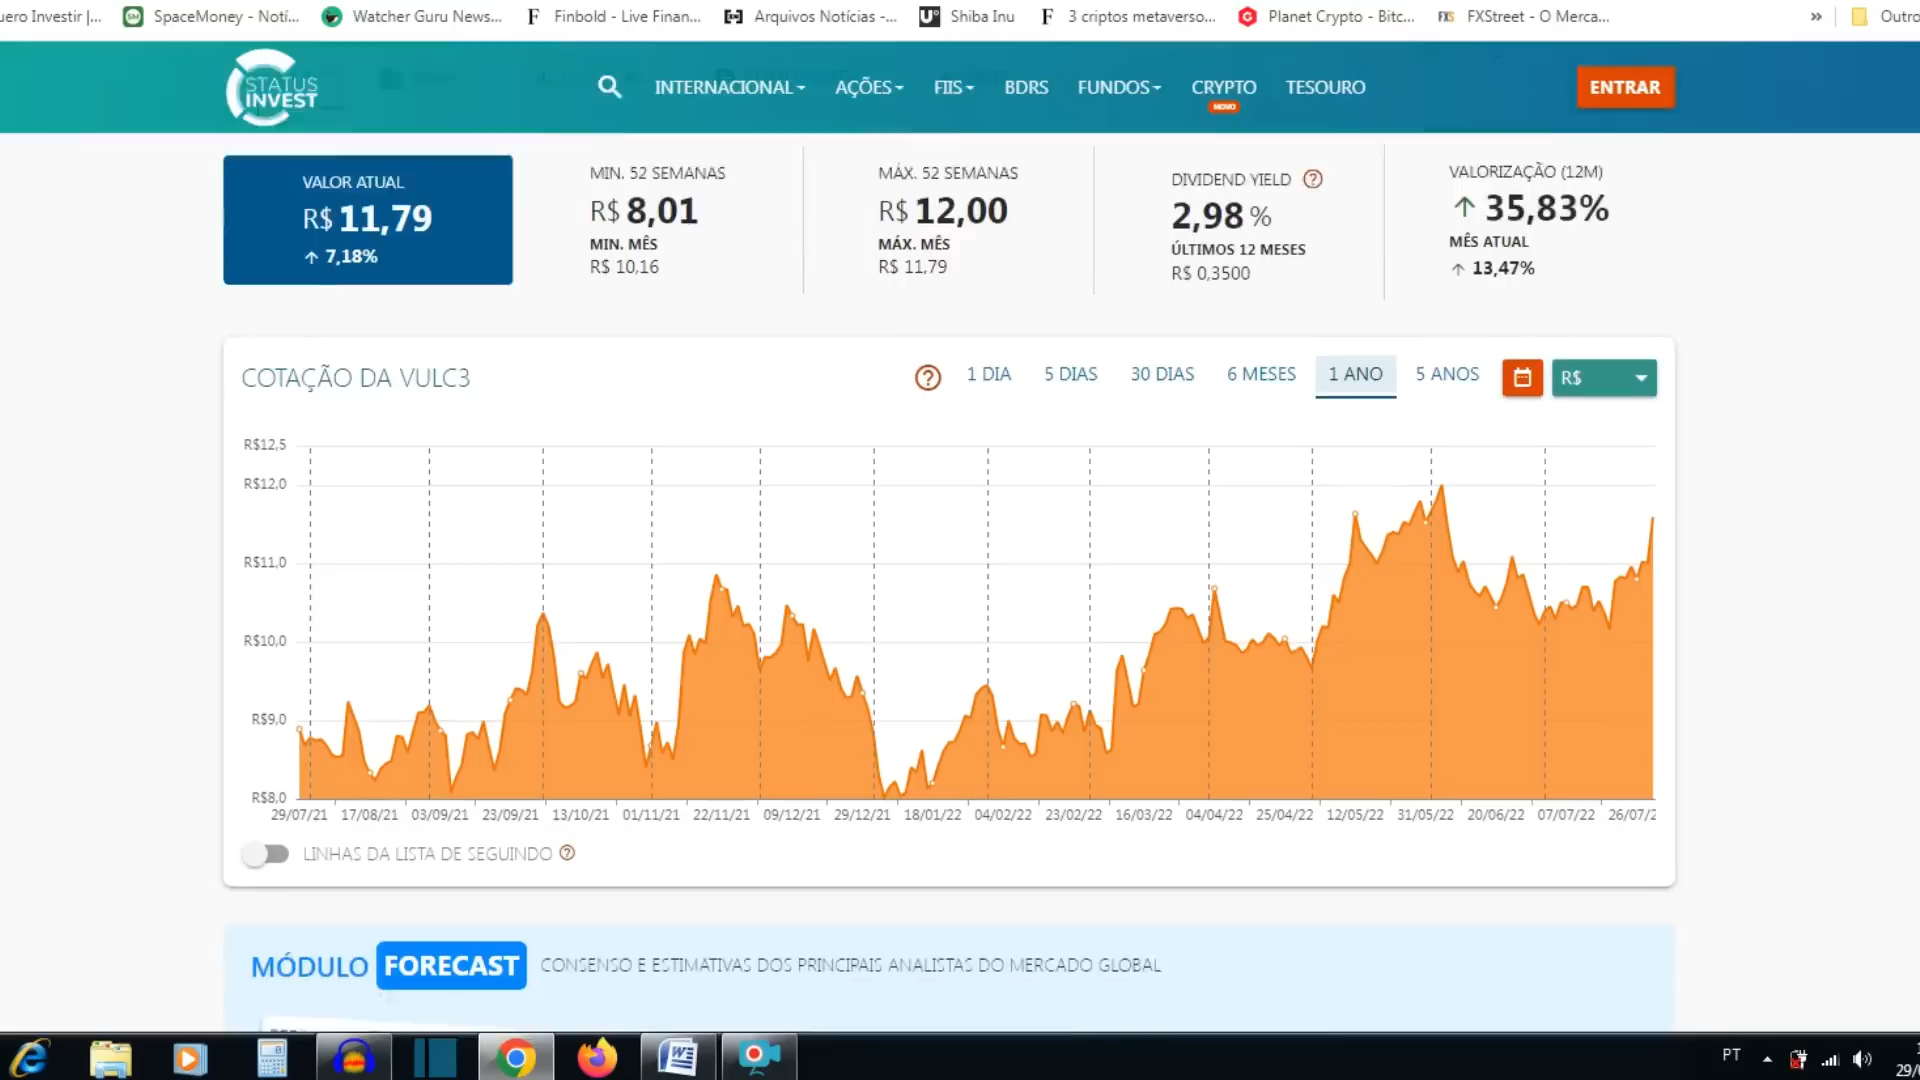 uero Investir |...
SpaceMoney - Notí...
Watcher Guru News...
Finbold - Live Finan...
Arquivos Notícias -...
Shiba Inu
3 criptos metaverso...
Planet Crypto - Bitc...
FXStreet - O Merca...
»
Outro
STATUS
INVEST
INTERNACIONAL
AÇÕES
FIIS
BDRS
FUNDOS
CRYPTO
NOVO
TESOURO
ENTRAR
VALOR ATUAL
R$ 11,79
7,18%
MIN. 52 SEMANAS
R$ 8,01
MIN. MÊS
R$ 10,16
MÁX. 52 SEMANAS
R$ 12,00
MÁX. MÊS
R$ 11,79
DIVIDEND YIELD ?
2,98 %
ÚLTIMOS 12 MESES
R$ 0,3500
VALORIZAÇÃO (12M)
35,83%
MÊS ATUAL
13,47%
COTAÇÃO DA VULC3
? 1 DIA 5 DIAS 30 DIAS 6 MESES 1 ANO 5 ANOS R$
R$12,5
R$12,0
R$11,0
R$10,0
R$9,0
R$8,0
29/07/21 17/08/21 03/09/21 23/09/21 13/10/21 01/11/21 22/11/21 09/12/21 29/12/21 18/01/22 04/02/22 23/02/22 16/03/22 04/04/22 25/04/22 12/05/22 31/05/22 20/06/22 07/07/22 26/07/2
LINHAS DA LISTA DE SEGUINDO ?
MÓDULO FORECAST CONSENSO E ESTIMATIVAS DOS PRINCIPAIS ANALISTAS DO MERCADO GLOBAL
PT
29/